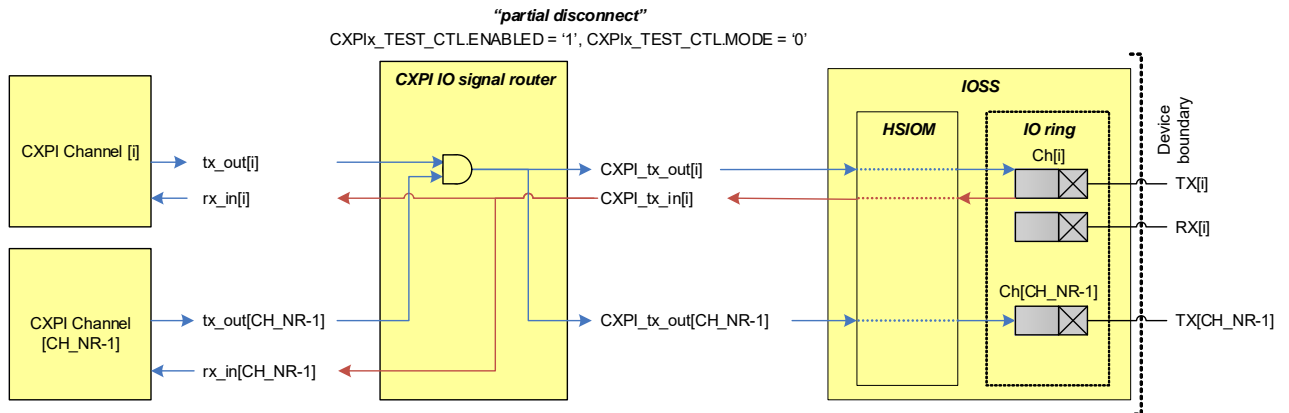 “partial disconnect”
CXPIx_TEST_CTL.ENABLED = ‘1’, CXPIx_TEST_CTL.MODE = ‘0’
CXPI Channel [i]
tx_out[i]
rx_in[i]
CXPI Channel
[CH_NR-1]
tx_out[CH_NR-1]
rx_in[CH_NR-1]
CXPI IO signal router
CXPI_tx_out[i]
CXPI_tx_in[i]
CXPI_tx_out[CH_NR-1]
IOSS
HSIOM
IO ring
Ch[i]
Ch[CH_NR-1]
Device
boundary
TX[i]
RX[i]
TX[CH_NR-1]